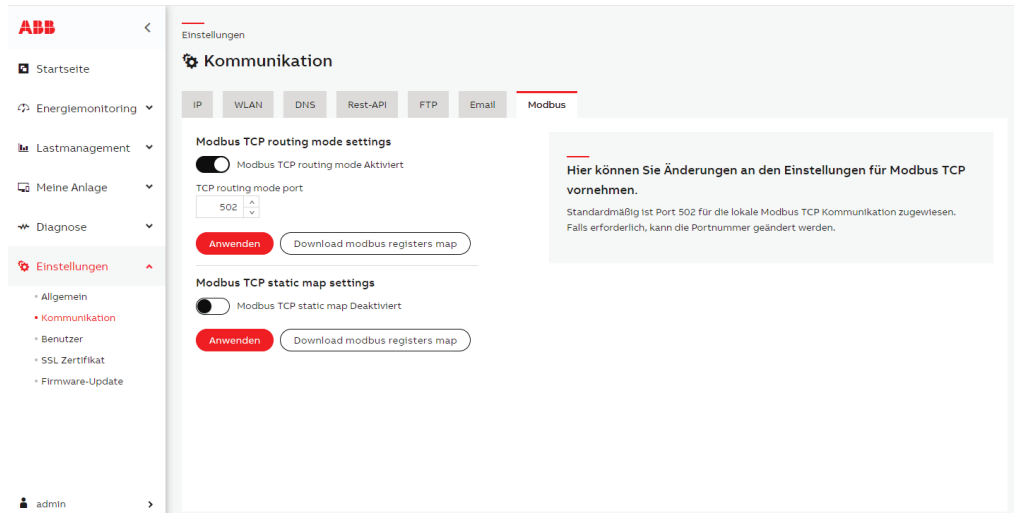 ABB
Startseite
Energiemonitoring
Lastmanagement
Meine Anlage
Diagnose
Einstellungen
Allgemein
Kommunikation
Benutzer
SSL Zertifikat
Firmware-Update
admin
Einstellungen
Kommunikation
IP WLAN DNS Rest-API FTP Email Modbus
Modbus TCP routing mode settings
Modbus TCP routing mode Aktiviert
TCP routing mode port
502
Anwenden Download modbus registers map
Modbus TCP static map settings
Modbus TCP static map Deaktiviert
Anwenden Download modbus registers map
Hier können Sie Änderungen an den Einstellungen für Modbus TCP
vornehmen.
Standardmäßig ist Port 502 für die lokale Modbus TCP Kommunikation zugewiesen.
Falls erforderlich, kann die Portnummer geändert werden.